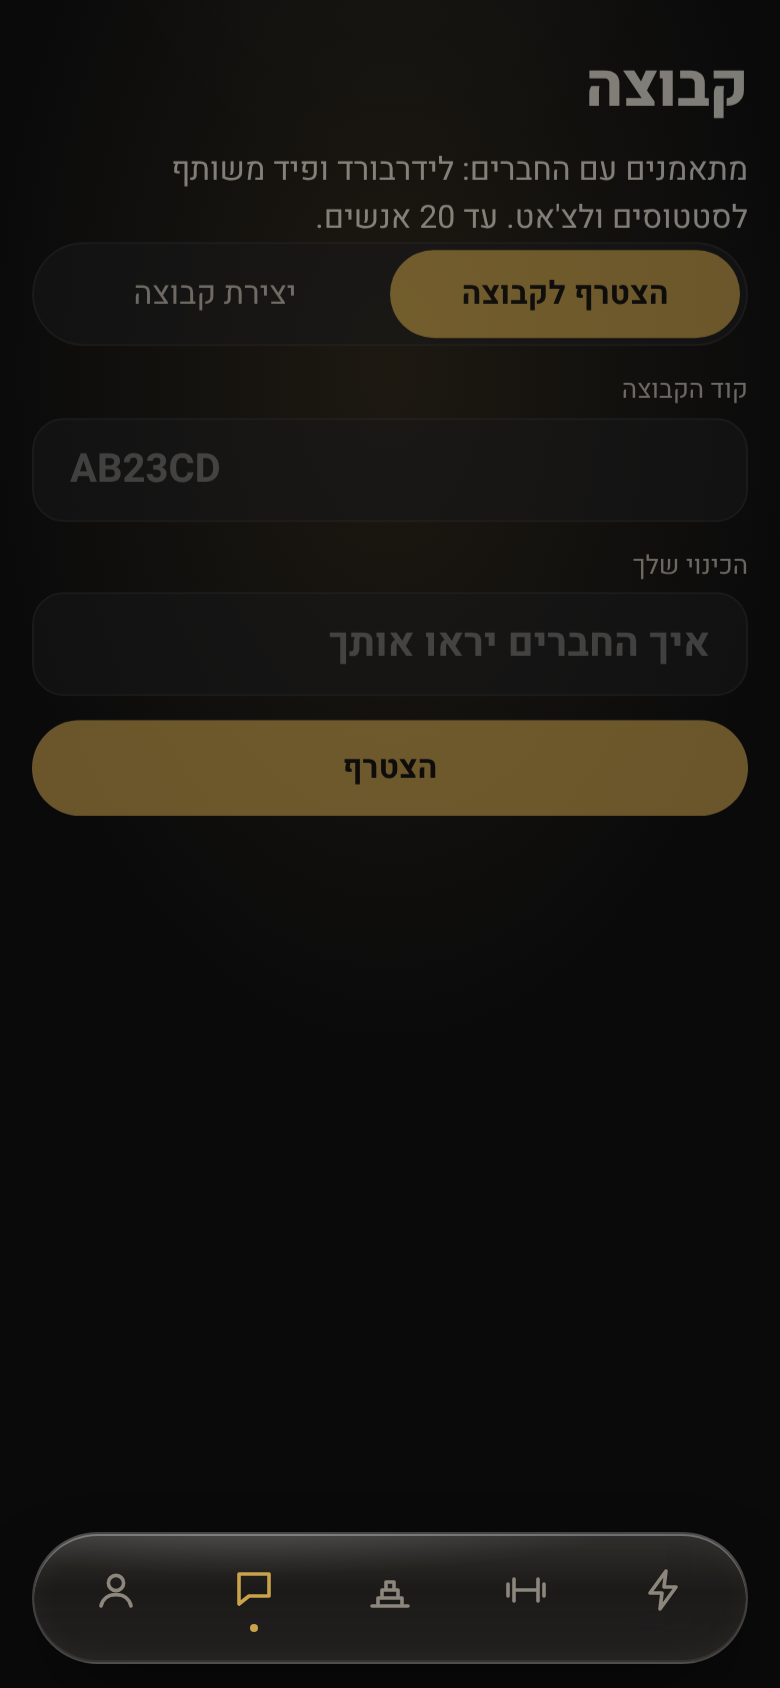 קבוצה
מתאמנים עם החברים: לידרבורד ופיד משותף
לסטטוסים ולצ'אט. עד 20 אנשים.
הצטרף לקבוצה
יצירת קבוצה
קוד הקבוצה
AB23CD
הכינוי שלך
איך החברים יראו אותך
הצטרף